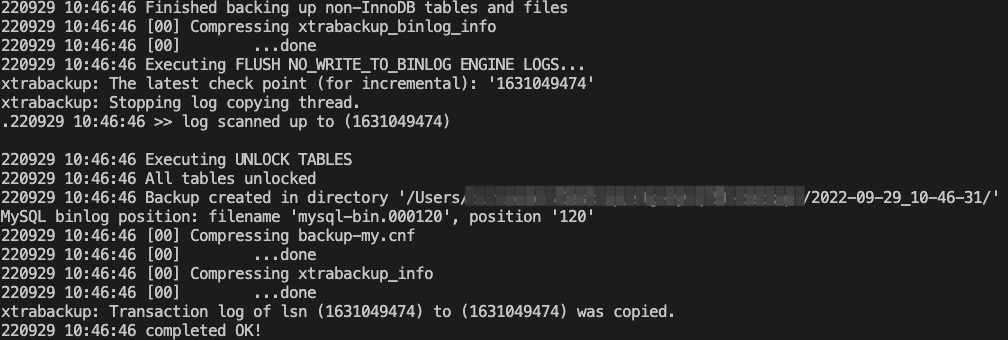 220929 10:46:46 Finished backing up non-InnoDB tables and files
220929 10:46:46 [00] Compressing xtrabackup_binlog_info
220929 10:46:46 [00]        ...done
220929 10:46:46 Executing FLUSH NO_WRITE_TO_BINLOG ENGINE LOGS...
xtrabackup: The latest check point (for incremental): '1631049474'
xtrabackup: Stopping log copying thread.
.220929 10:46:46 >> log scanned up to (1631049474)
220929 10:46:46 Executing UNLOCK TABLES
220929 10:46:46 All tables unlocked
220929 10:46:46 Backup created in directory '/Users/ /2022-09-29_10-46-31/'
MySQL binlog position: filename 'mysql-bin.000120', position '120'
220929 10:46:46 [00] Compressing backup-my.cnf
220929 10:46:46 [00]        ...done
220929 10:46:46 [00] Compressing xtrabackup_info
220929 10:46:46 [00]        ...done
xtrabackup: Transaction log of lsn (1631049474) to (1631049474) was copied.
220929 10:46:46 completed OK!